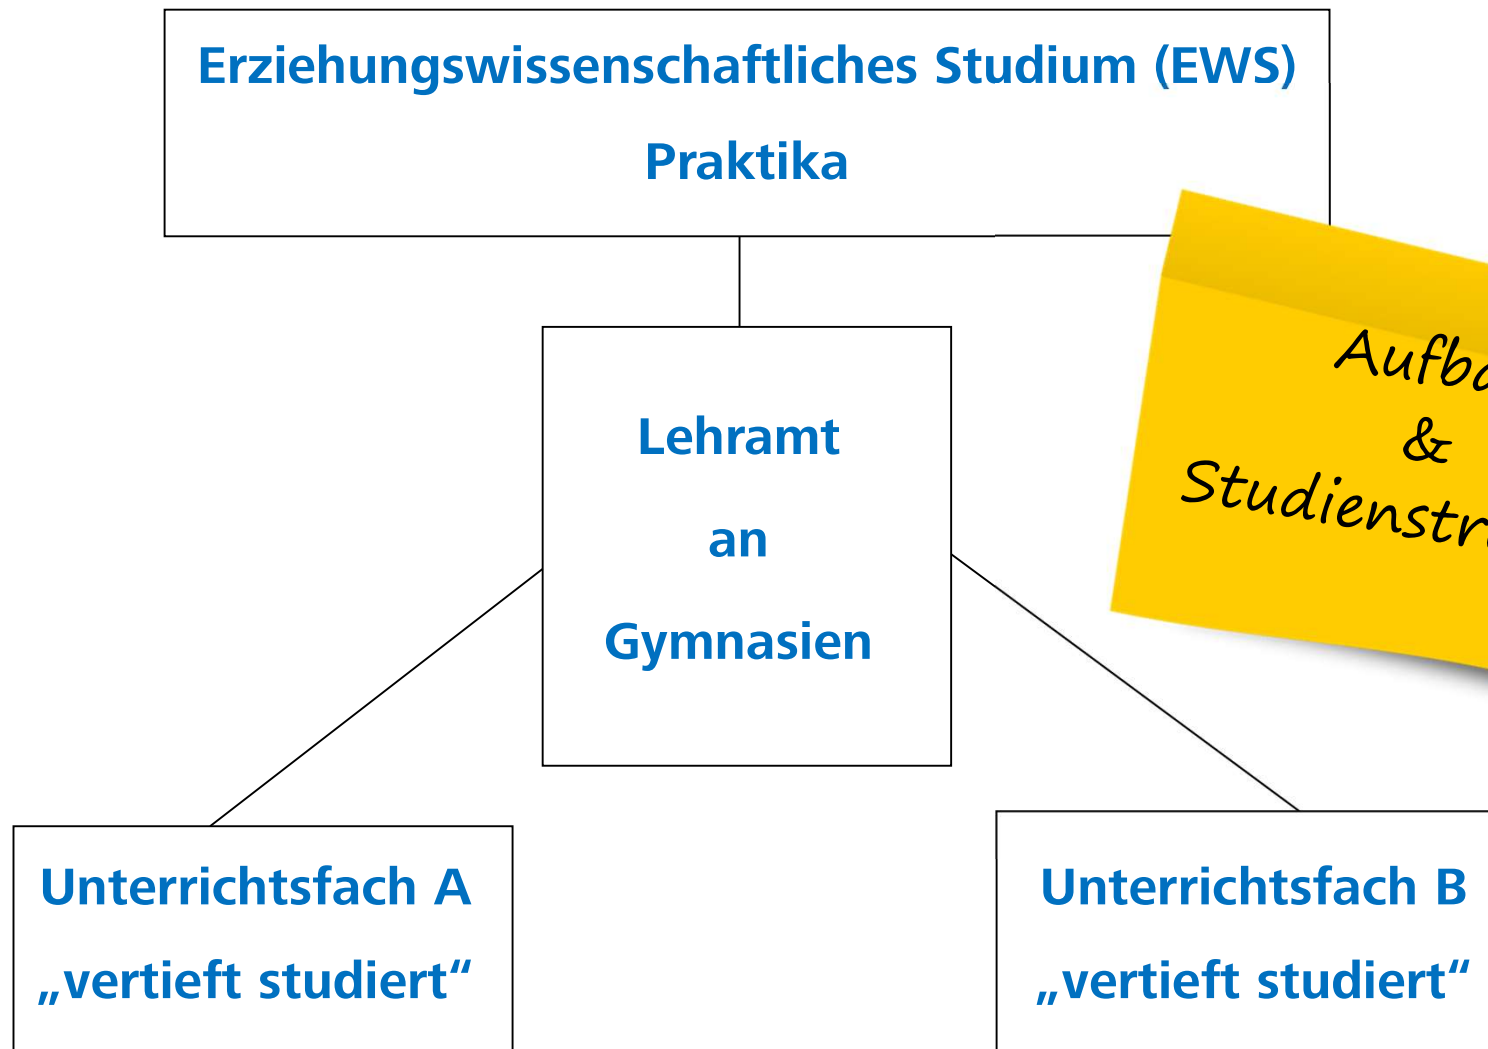 Erziehungswissenschaftliches Studium (EWS)
Praktika
Lehramt
an
Gymnasien
&
Unterrichtsfach A
„vertieft studiert“
Unterrichtsfach B
„vertieft studiert“